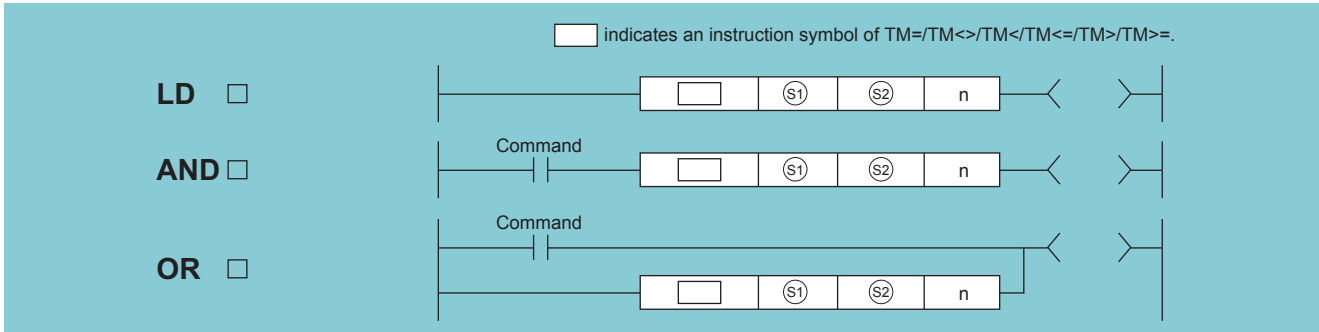 indicates an instruction symbol of TM=/TM<>/TM</TM<=/TM>/TM>=.
LD □ S1 S2 n
Command
AND □ S1 S2 n
Command
OR □
S1 S2 n